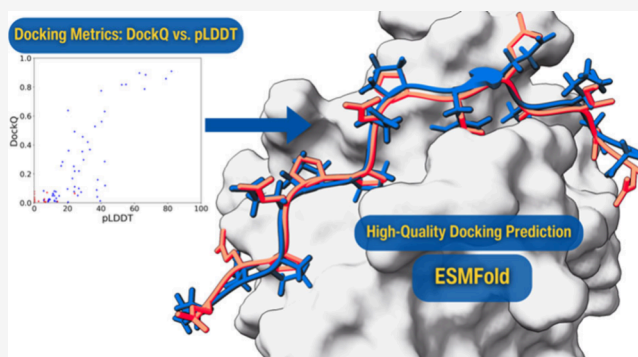 Docking Metrics: DockQ vs. pLDDT
1.0
0.8
0.6
0.4
0.2
0.0
DockQ
0
20
40
60
80
100
pLDDT
High-Quality Docking Prediction
ESMFold